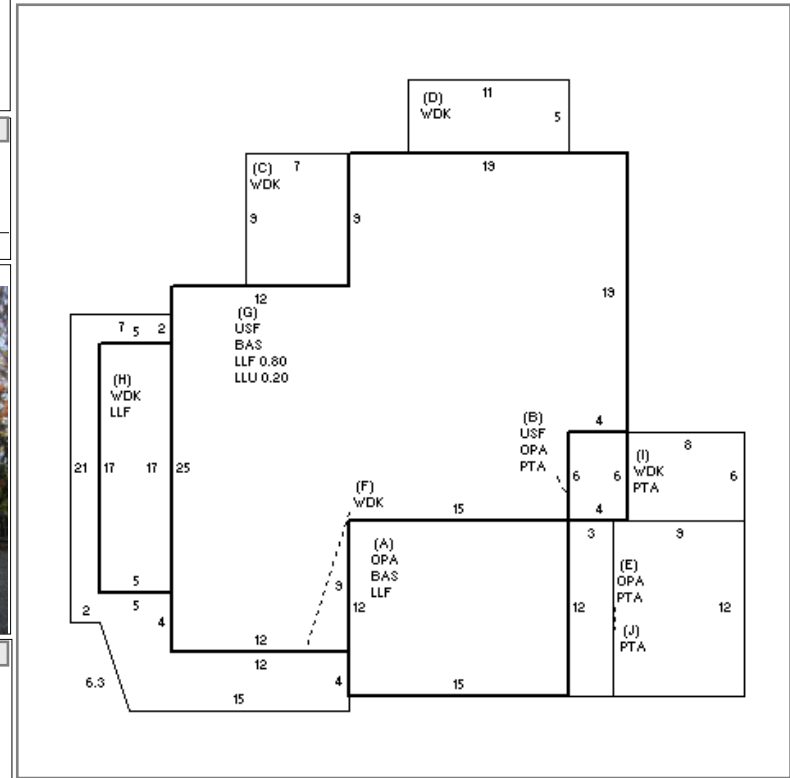 11
(D)
WDK
5
(C) 7
WDK
19
9
9
19
12
(G)
USF
BAS
LLF 0.80
LLU 0.20
7 5 2
(H)
WDK
LLF
21 17 17 25
(B)
USF
OPA
PTA
4
8
6 6
(I)
WDK
PTA
6
(F)
WDK
15
4
(A)
OPA
BAS
LLF
3 9
9
12
12
(E)
OPA
PTA
12
(J)
PTA
5
5
2
4
12
12
6.3
15
4
15